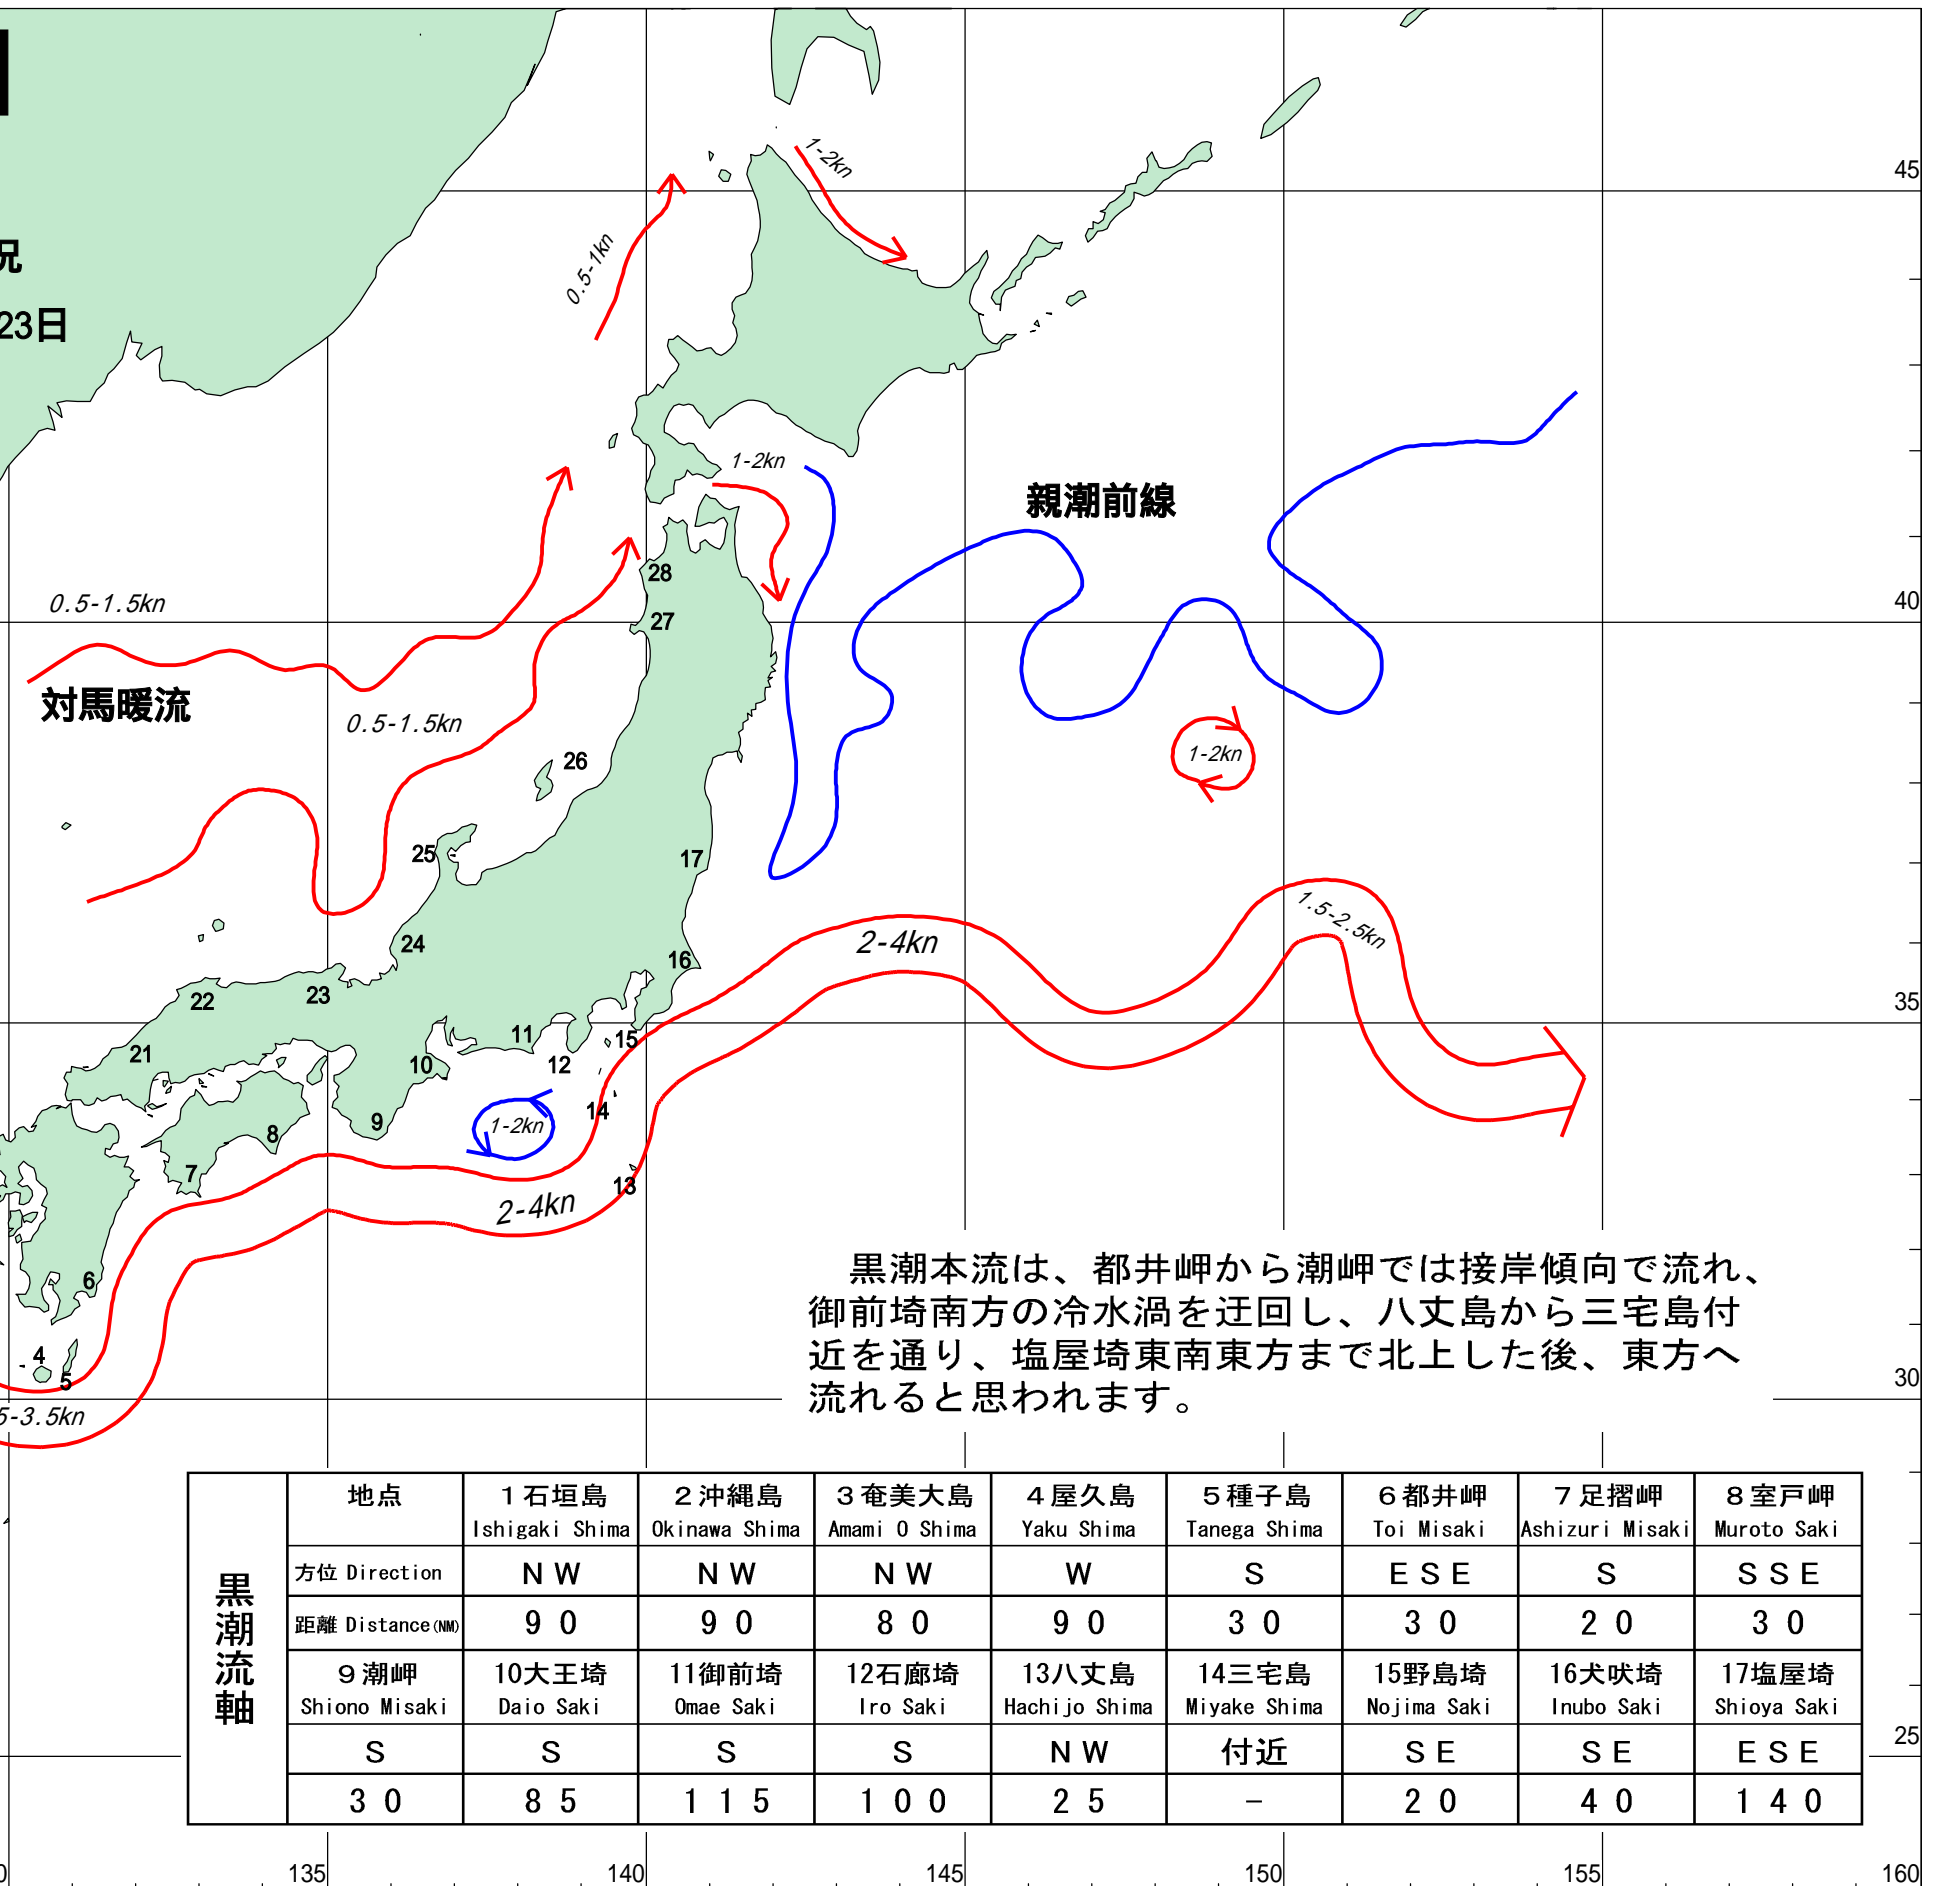 況
23日
1-2kn
45
0.5-1kn
1-2kn
親潮前線
28
0.5-1.5kn
40
27
対馬暖流
0.5-1.5kn
26
1-2kn
25
17
1.5-2.5kn
24
2-4kn
16
22
23
35
21
11
15
10
12
14
9
1-2kn
8
7
13
2-4kn
6
黒潮本流は、都井岬から潮岬では接岸傾向で流れ、
御前埼南方の冷水渦を迂回し、八丈島から三宅島付
近を通り、塩屋埼東南東方まで北上した後、東方へ
流れると思われます。
4
5
30
5-3.5kn
黒潮流軸
地点 1石垣島 2沖縄島 3奄美大島 4屋久島 5種子島 6都井岬 7足摺岬 8室戸岬
Ishigaki Shima Okinawa Shima Amami O Shima Yaku Shima Tanega Shima Toi Misaki Ashizuri Misaki Muroto Saki
方位 Direction NW NW NW W S ESE S SSE
距離 Distance(NM) 90 90 80 90 30 30 20 30
9潮岬 10大王埼 11御前埼 12石廊埼 13八丈島 14三宅島 15野島埼 16犬吠埼 17塩屋埼
Shiono Misaki Daio Saki Omae Saki Iro Saki Hachijo Shima Miyake Shima Nojima Saki Inubo Saki Shioya Saki
S S S S NW 付近 SE SE ESE
30 85 115 100 25 － 20 40 140
25
0 135 140 145 150 155 160